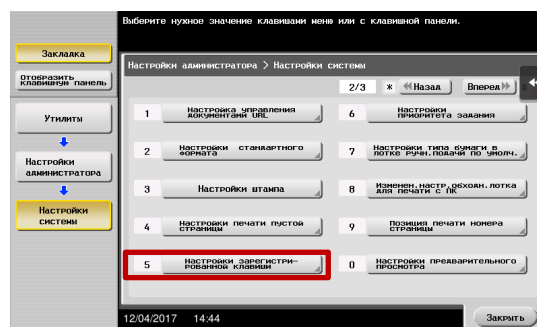 Выберите нужное значение клавишами меню или с клавишной панели.
Закладка
Отобразить
клавишную панель
Утилиты
Настройки
администратора
Настройки
системы
Настройки администратора > Настройки системы
2/3 * Назад Вперед
1 Настройка управления
документами URL
2 Настройки стандартного
формата
3 Настройки штампа
4 Настройки печати пустой
страницы
5 Настройки зарегистри-
рованной клавиши
6 Настройки
приоритета задания
7 Настройки типа бумаги в
лотке ручн.подачи по умолч.
8 Изменен.настр.обходн.лотка
для печати с ПК
9 Позиция печати номера
страницы
0 Настройки предварительного
просмотра
12/04/2017 14:44
Закрыть